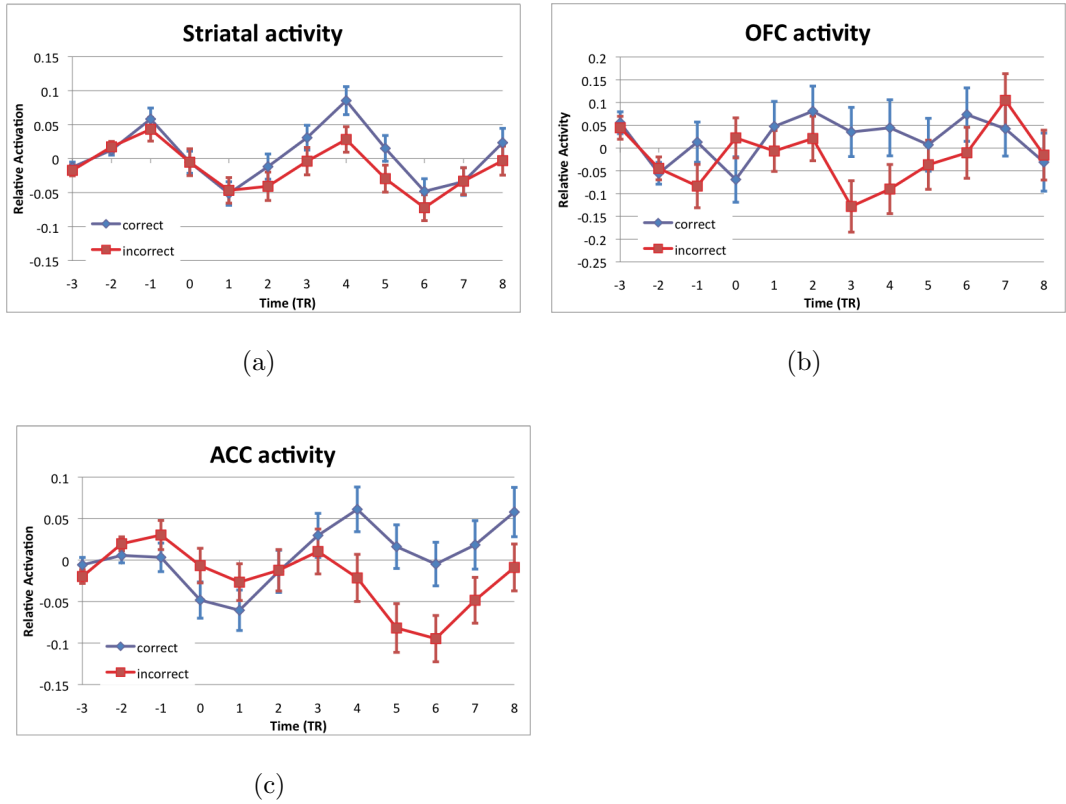 Striatal activity
0.15
0.1
0.05
0
-0.05
-0.1
-0.15
Relative Activation
correct
incorrect
-3 -2 -1 0 1 2 3 4 5 6 7 8
Time (TR)
(a)
OFC activity
0.2
0.15
0.1
0.05
0
-0.05
-0.1
-0.15
-0.2
-0.25
Relative Activity
correct
incorrect
-3 -2 -1 0 1 2 3 4 5 6 7 8
Time (TR)
(b)
ACC activity
0.1
0.05
0
-0.05
-0.1
-0.15
Relative Activation
correct
incorrect
-3 -2 -1 0 1 2 3 4 5 6 7 8
Time (TR)
(c)